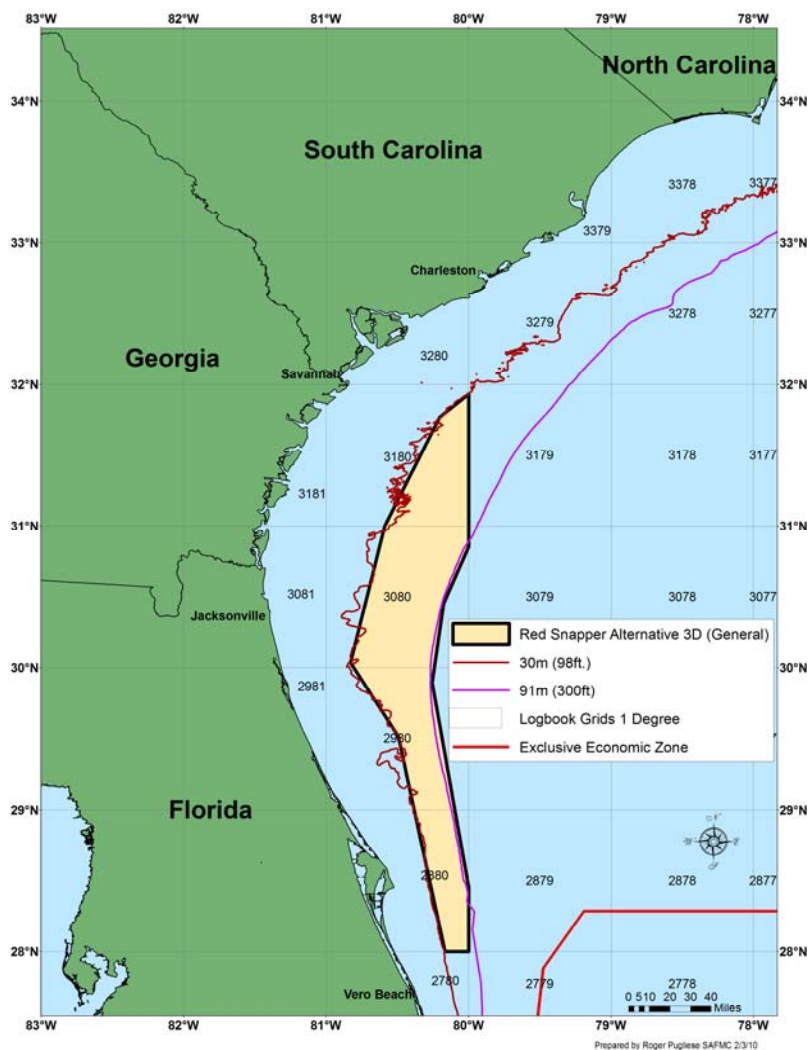 83°W 82°W 81°W 80°W 79°W 78°W
North Carolina
34°N 34°N
South Carolina
3378 3377
33°N 33°N
3379
Charleston
3279 3278 3277
Georgia
3280
Savannah
32°N 32°N
3180 3179 3178 3177
3181
31°N 31°N
3081 3080 3079 3078 3077
Jacksonville
Red Snapper Alternative 3D (General)
30°N 30°N
30m (98ft.)
2981
91m (300ft)
Logbook Grids 1 Degree
2980
Exclusive Economic Zone
29°N 29°N
Florida
2880 2879 2878 2877
28°N 28°N
2780 2779 2778
Vero Beach
0 5 10 20 30 40
Miles
83°W 82°W 81°W 80°W 79°W 78°W
Prepared by Roger Pugliese SAFMC 2/3/10